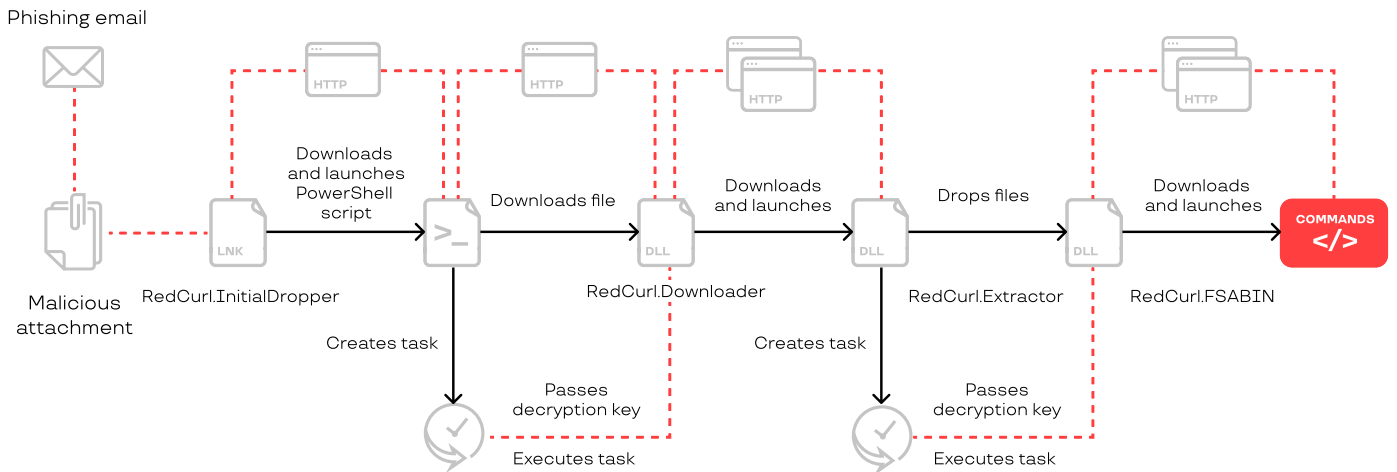 Phishing email
HTTP
HTTP
HTTP
HTTP
Downloads
and launches
PowerShell
script
Downloads file
Downloads
and launches
Drops files
Downloads
and launches
LNK
>_
DLL
DLL
DLL
COMMANDS
</>
Malicious
attachment
RedCurl.InitialDropper
RedCurl.Downloader
RedCurl.Extractor
RedCurl.FSABIN
Creates task
Creates task
Passes
decryption key
Executes task
Passes
decryption key
Executes task